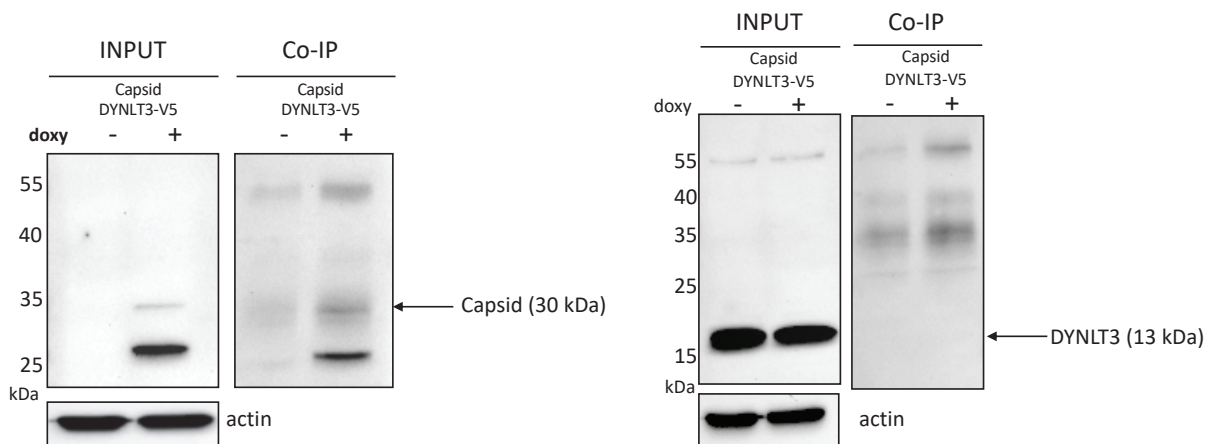 INPUT
Co-IP
Capsid
DYNLT3-V5
Capsid
DYNLT3-V5
doxy - + - +
55
40
35
25
kDa
Capsid (30 kDa)
actin
INPUT
Co-IP
Capsid
DYNLT3-V5
Capsid
DYNLT3-V5
doxy - + - +
55
40
35
25
15
kDa
DYNLT3 (13 kDa)
actin